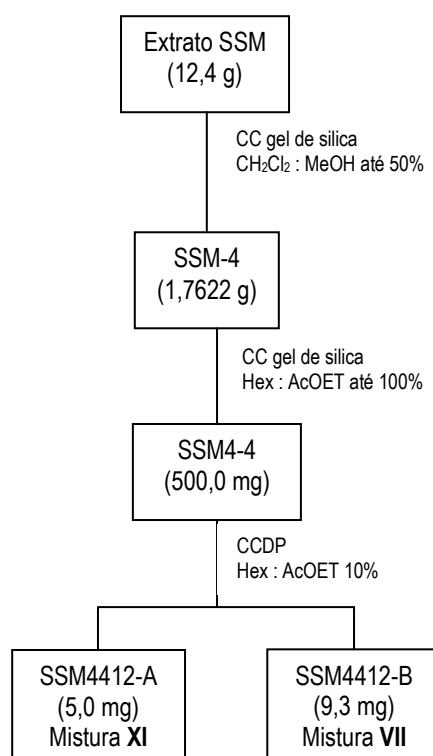 Extrato SSM
(12,4 g)
CC gel de silica
CH₂Cl₂ : MeOH até 50%
SSM-4
(1,7622 g)
CC gel de silica
Hex : AcOET até 100%
SSM4-4
(500,0 mg)
CCDP
Hex : AcOET 10%
SSM4412-A
(5,0 mg)
Mistura XI
SSM4412-B
(9,3 mg)
Mistura VII